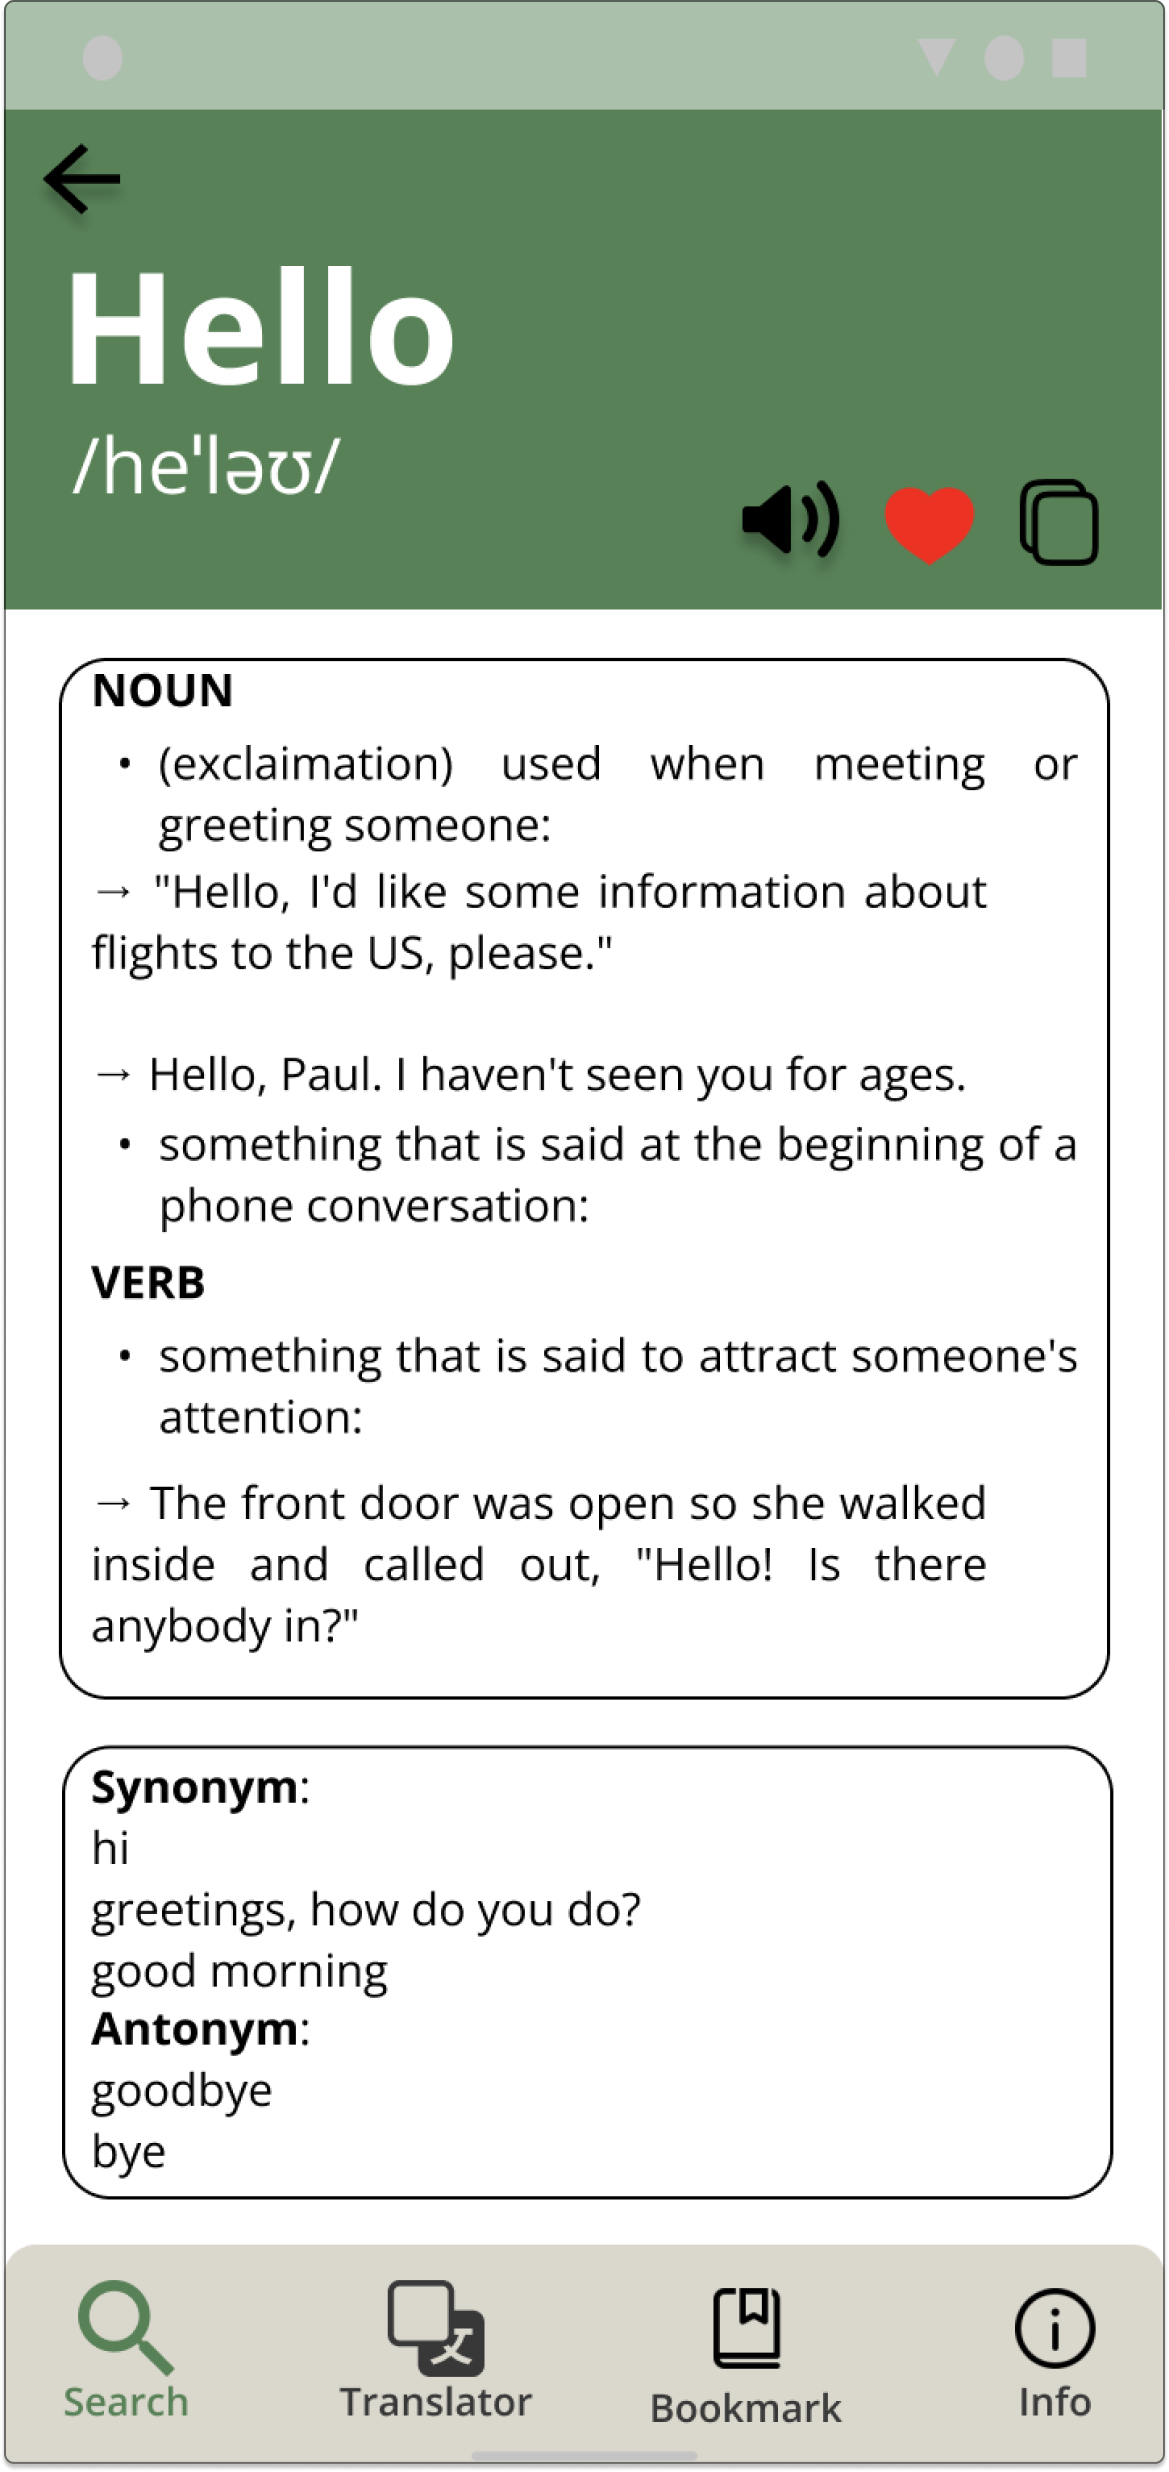 Hello
/he'ləʊ/
NOUN
• (exclaimation) used when meeting or
greeting someone:
→ "Hello, I'd like some information about
flights to the US, please."
→ Hello, Paul. I haven't seen you for ages.
• something that is said at the beginning of a
phone conversation:
VERB
• something that is said to attract someone's
attention:
→ The front door was open so she walked
inside and called out, "Hello! Is there
anybody in?"
Synonym:
hi
greetings, how do you do?
good morning
Antonym:
goodbye
bye
文
Search Translator Bookmark Info